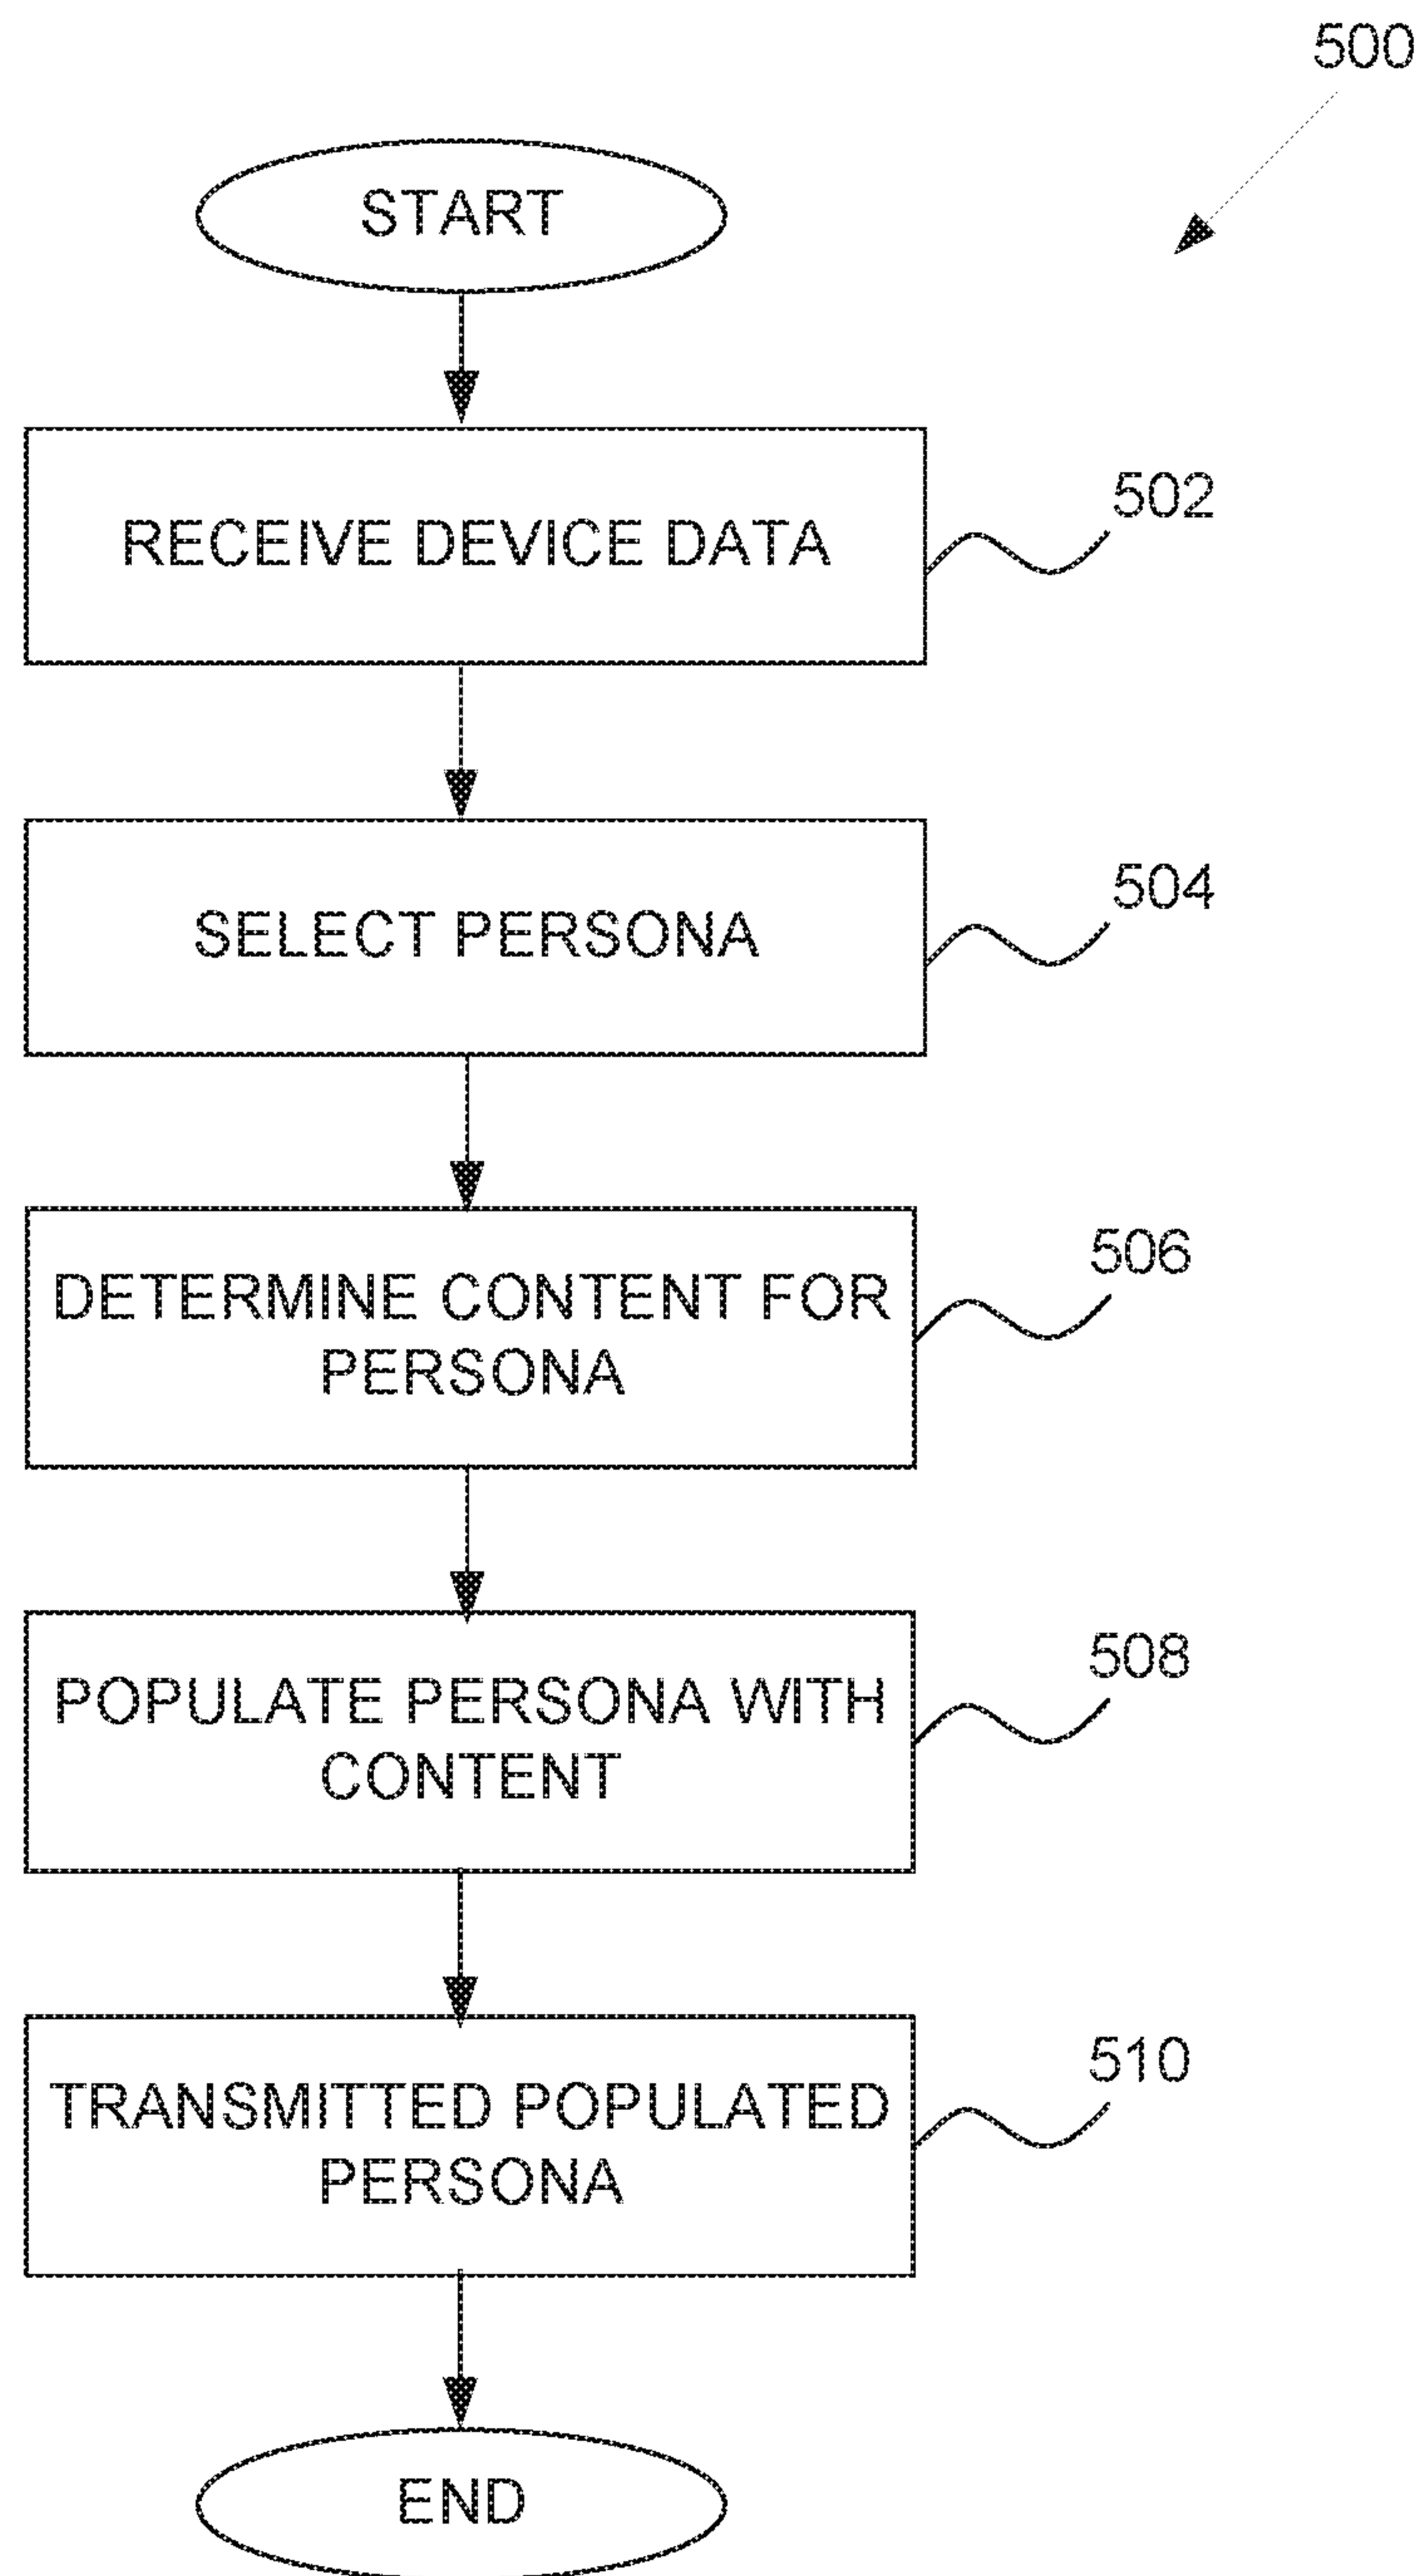 500
START
RECEIVE DEVICE DATA
502
SELECT PERSONA
504
DETERMINE CONTENT FOR
PERSONA
506
POPULATE PERSONA WITH
CONTENT
508
TRANSMITTED POPULATED
PERSONA
510
END